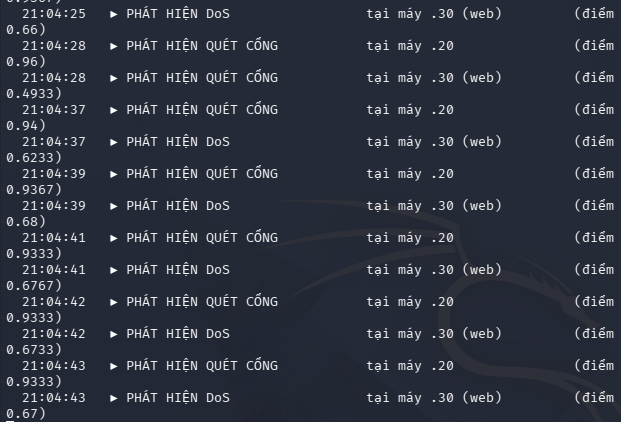 21:04:25 ▶ PHÁT HIỆN DoS tại máy .30 (web) (điểm
0.66)
21:04:28 ▶ PHÁT HIỆN QUÉT CỔNG tại máy .20 (điểm
0.96)
21:04:28 ▶ PHÁT HIỆN QUÉT CỔNG tại máy .30 (web) (điểm
0.4933)
21:04:37 ▶ PHÁT HIỆN QUÉT CỔNG tại máy .20 (điểm
0.94)
21:04:37 ▶ PHÁT HIỆN DoS tại máy .30 (web) (điểm
0.6233)
21:04:39 ▶ PHÁT HIỆN QUÉT CỔNG tại máy .20 (điểm
0.9367)
21:04:39 ▶ PHÁT HIỆN DoS tại máy .30 (web) (điểm
0.68)
21:04:41 ▶ PHÁT HIỆN QUÉT CỔNG tại máy .20 (điểm
0.9333)
21:04:41 ▶ PHÁT HIỆN DoS tại máy .30 (web) (điểm
0.6767)
21:04:42 ▶ PHÁT HIỆN QUÉT CỔNG tại máy .20 (điểm
0.9333)
21:04:42 ▶ PHÁT HIỆN DoS tại máy .30 (web) (điểm
0.6733)
21:04:43 ▶ PHÁT HIỆN QUÉT CỔNG tại máy .20 (điểm
0.9333)
21:04:43 ▶ PHÁT HIỆN DoS tại máy .30 (web) (điểm
0.67)